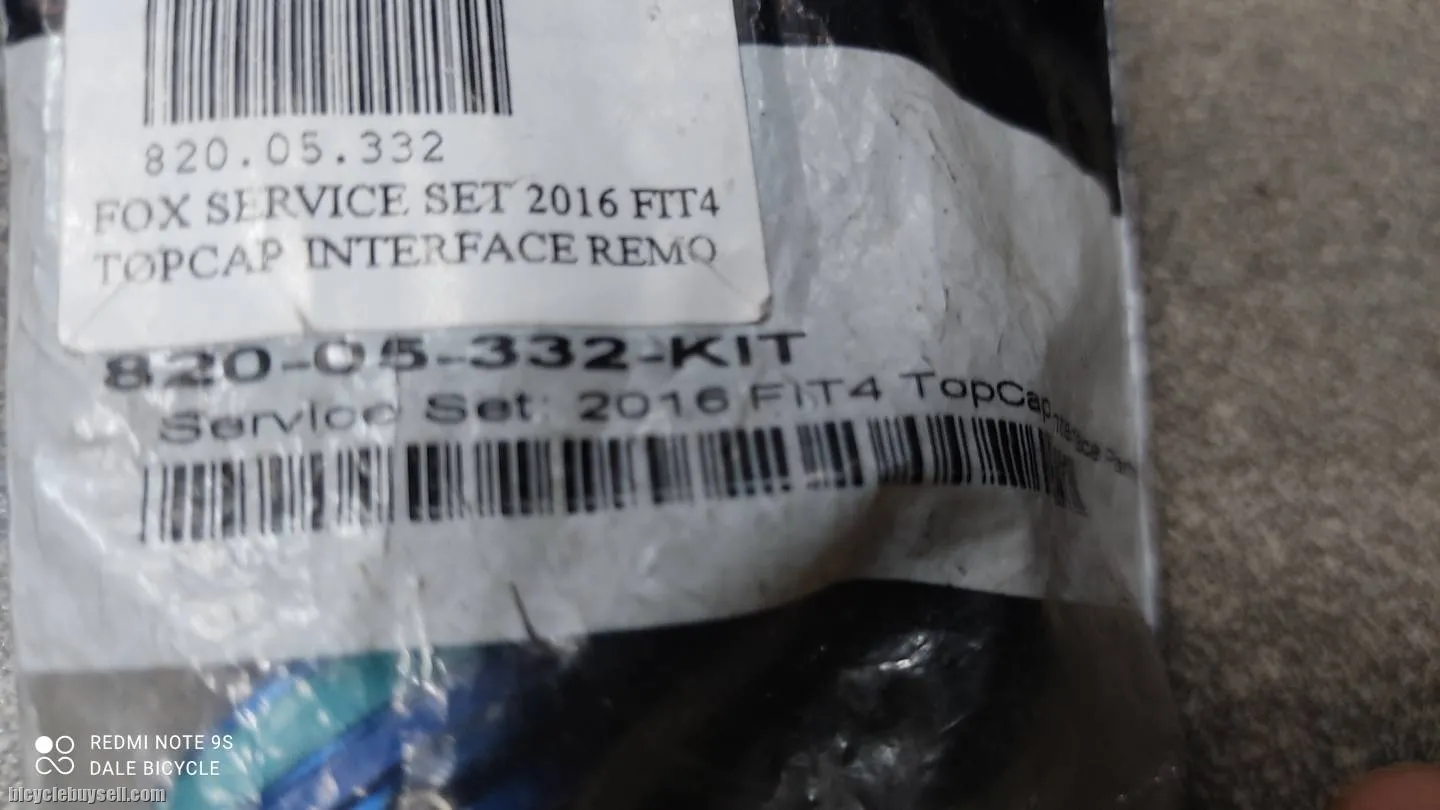 820.05.332
FOX SERVICE SET 2016 FIT4
TOPCAP INTERFACE REMO
820-05-332-KIT
Service Set: 2016 FIT4 TopCap Interface
REDMI NOTE 9S
DALE BICYCLE
bicyclebuysell.com